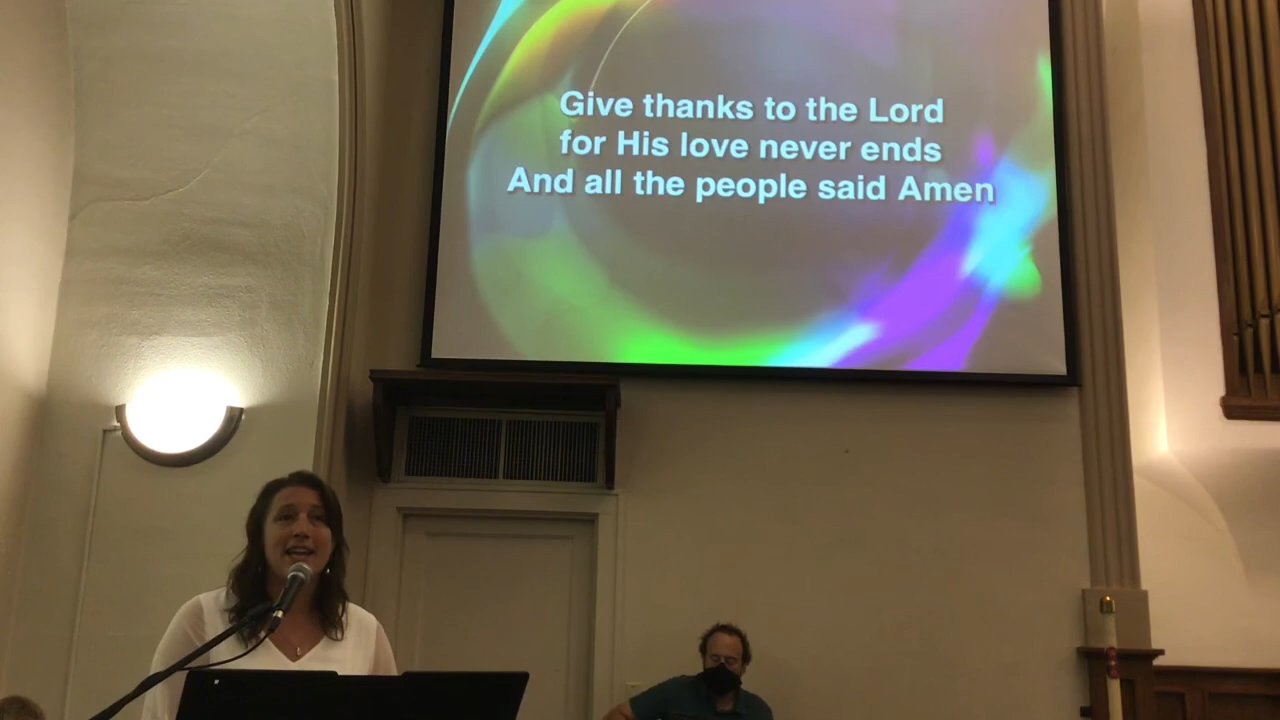 Give thanks to the Lord
for His love never ends
And all the people said Amen